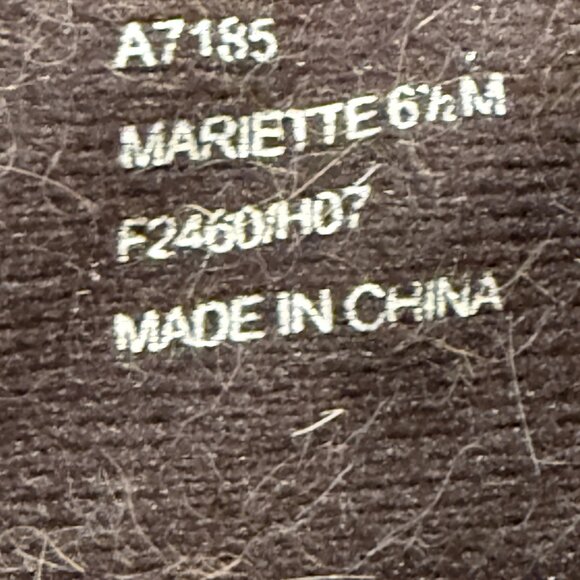 A7185
MARIETTE 6½M
F2460/H07
MADE IN CHINA